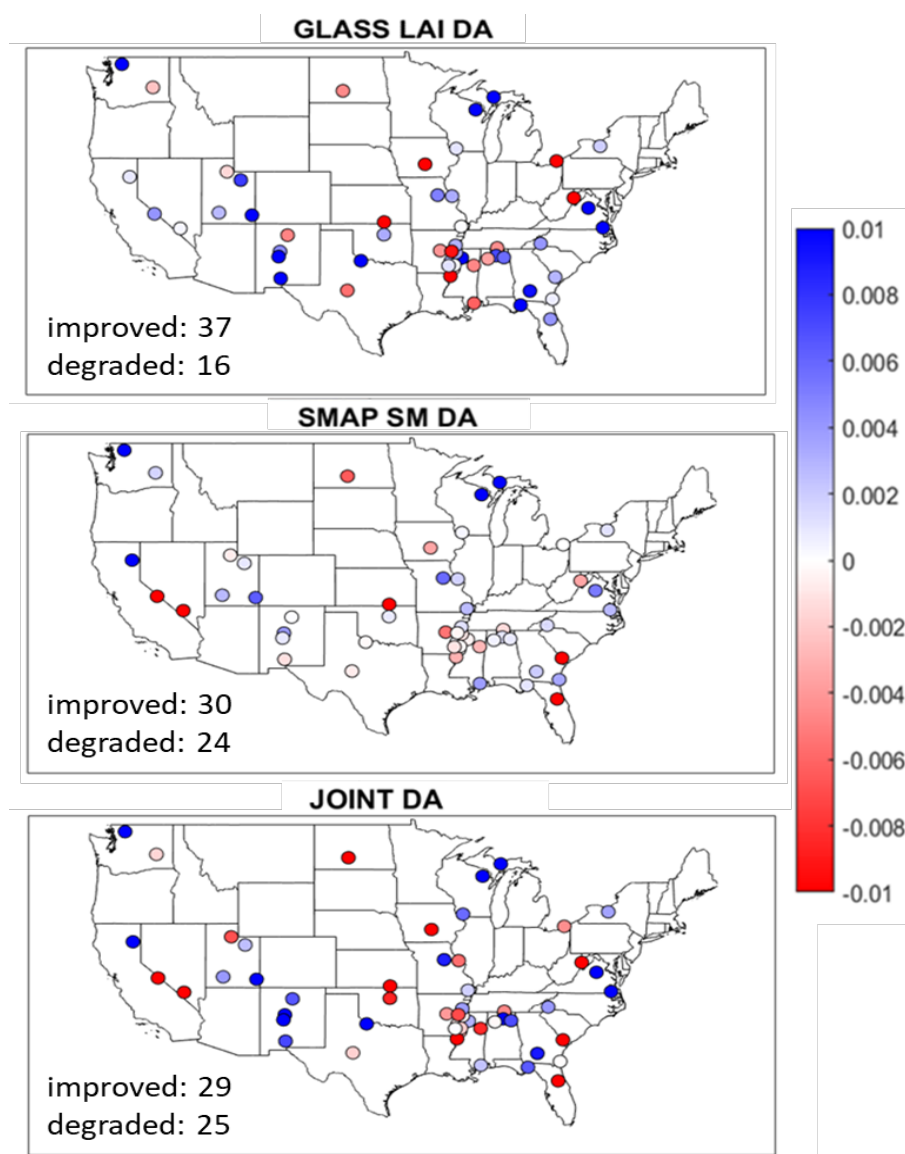 GLASS LAI DA
improved: 37
degraded: 16
SMAP SM DA
improved: 30
degraded: 24
JOINT DA
improved: 29
degraded: 25
0.01
0.008
0.006
0.004
0.002
0
-0.002
-0.004
-0.006
-0.008
-0.01